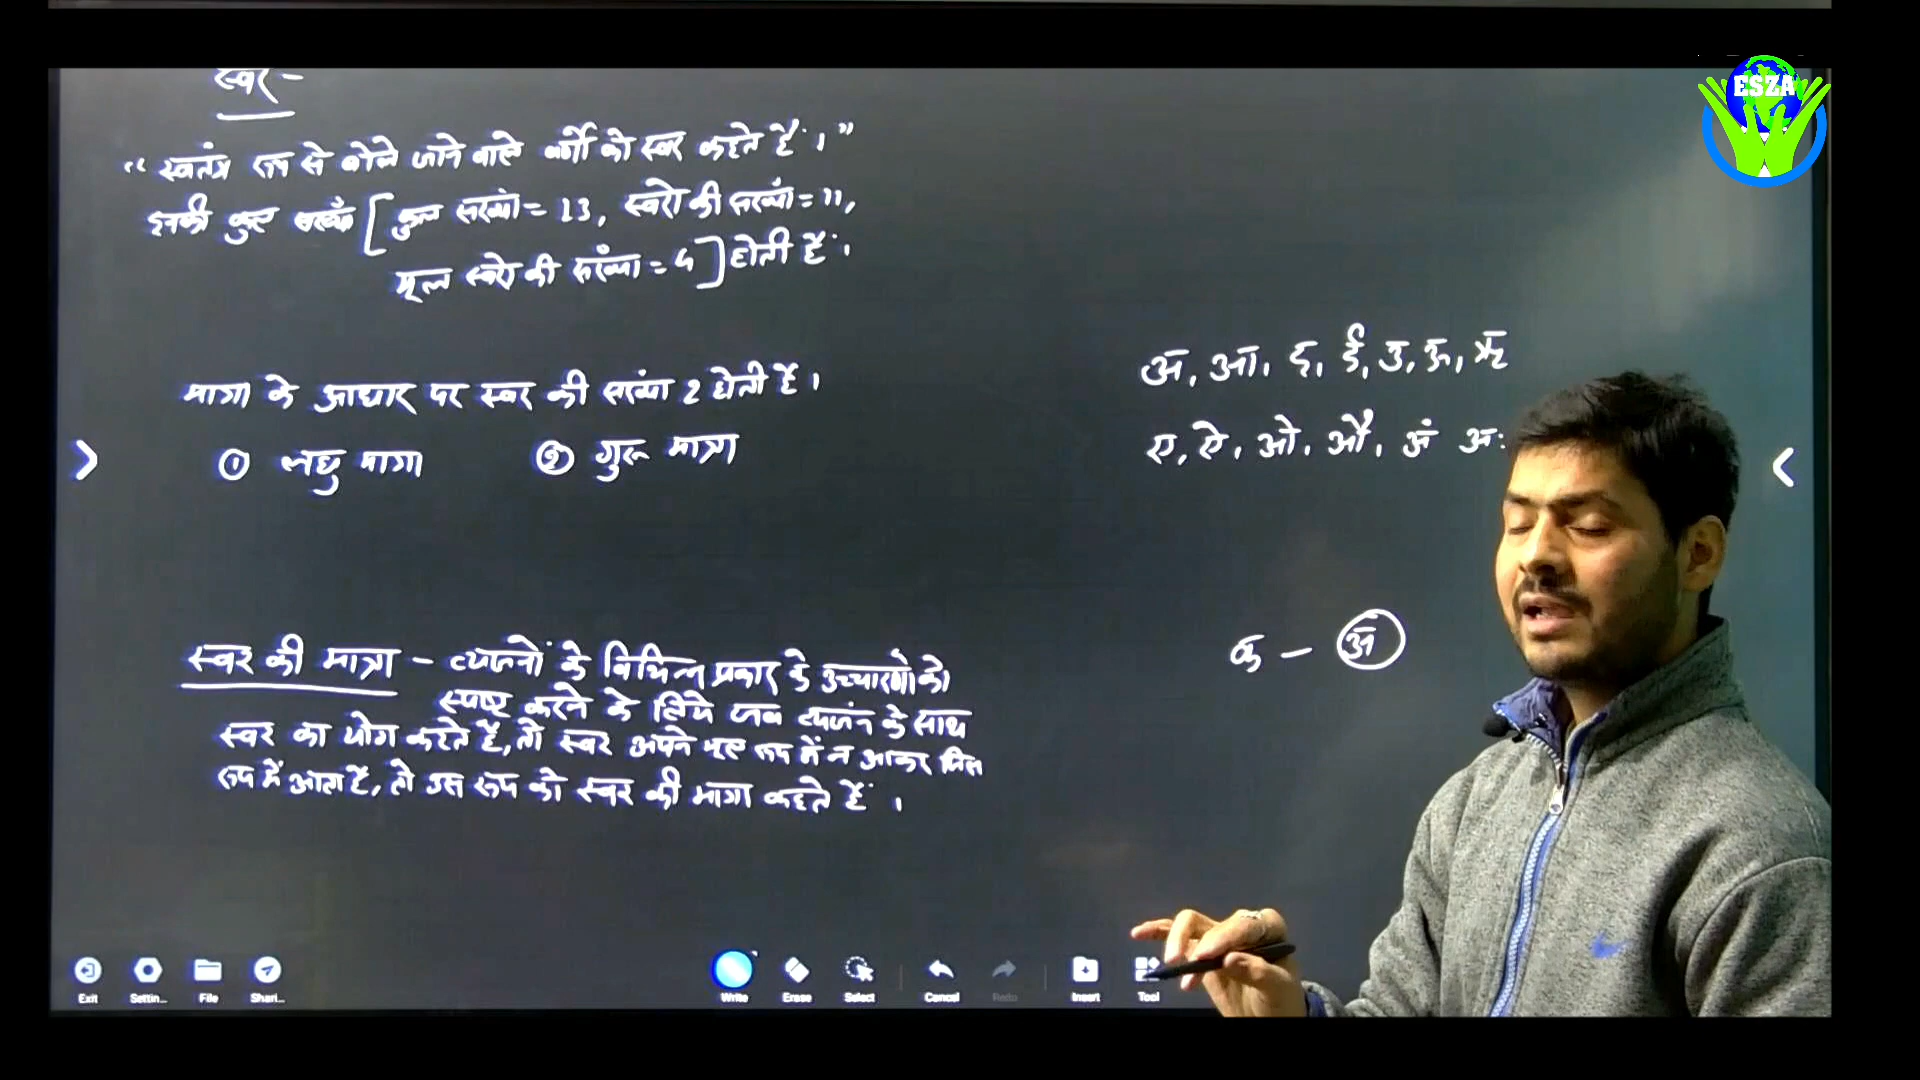 स्वर -
"स्वतंत्र रूप से बोले जाने वाले वर्णो को स्वर कहते हैं ।"
इनकी कुल संख्याँ [ कुल संख्यां = 13, स्वरो की संख्यां = 11,
मूल स्वरो की संख्या = 4 ] होती हैं ।
मात्रा के आधार पर स्वर की संख्या 2 होती हैं ।
① लघु मात्रा ② गुरू मात्रा
अ, आ, इ, ई, उ, ऊ, ऋ
ए, ऐ, ओ, औ, अं अः
स्वर की मात्रा - व्यजनों के विभिन्न प्रकार के उच्चारणो को
स्पष्ट करने के लिये जब व्यजंन के साथ
स्वर का योग करते हैं, तो स्वर अपने मूल रूप में न आकर जिस
रूप में आता हैं, तो उस रूप को स्वर की मात्रा कहते हैं ।
क - अ
ESZA
Exit Settin... File Shari... Write Erase Select Cancel Redo Insert Tool